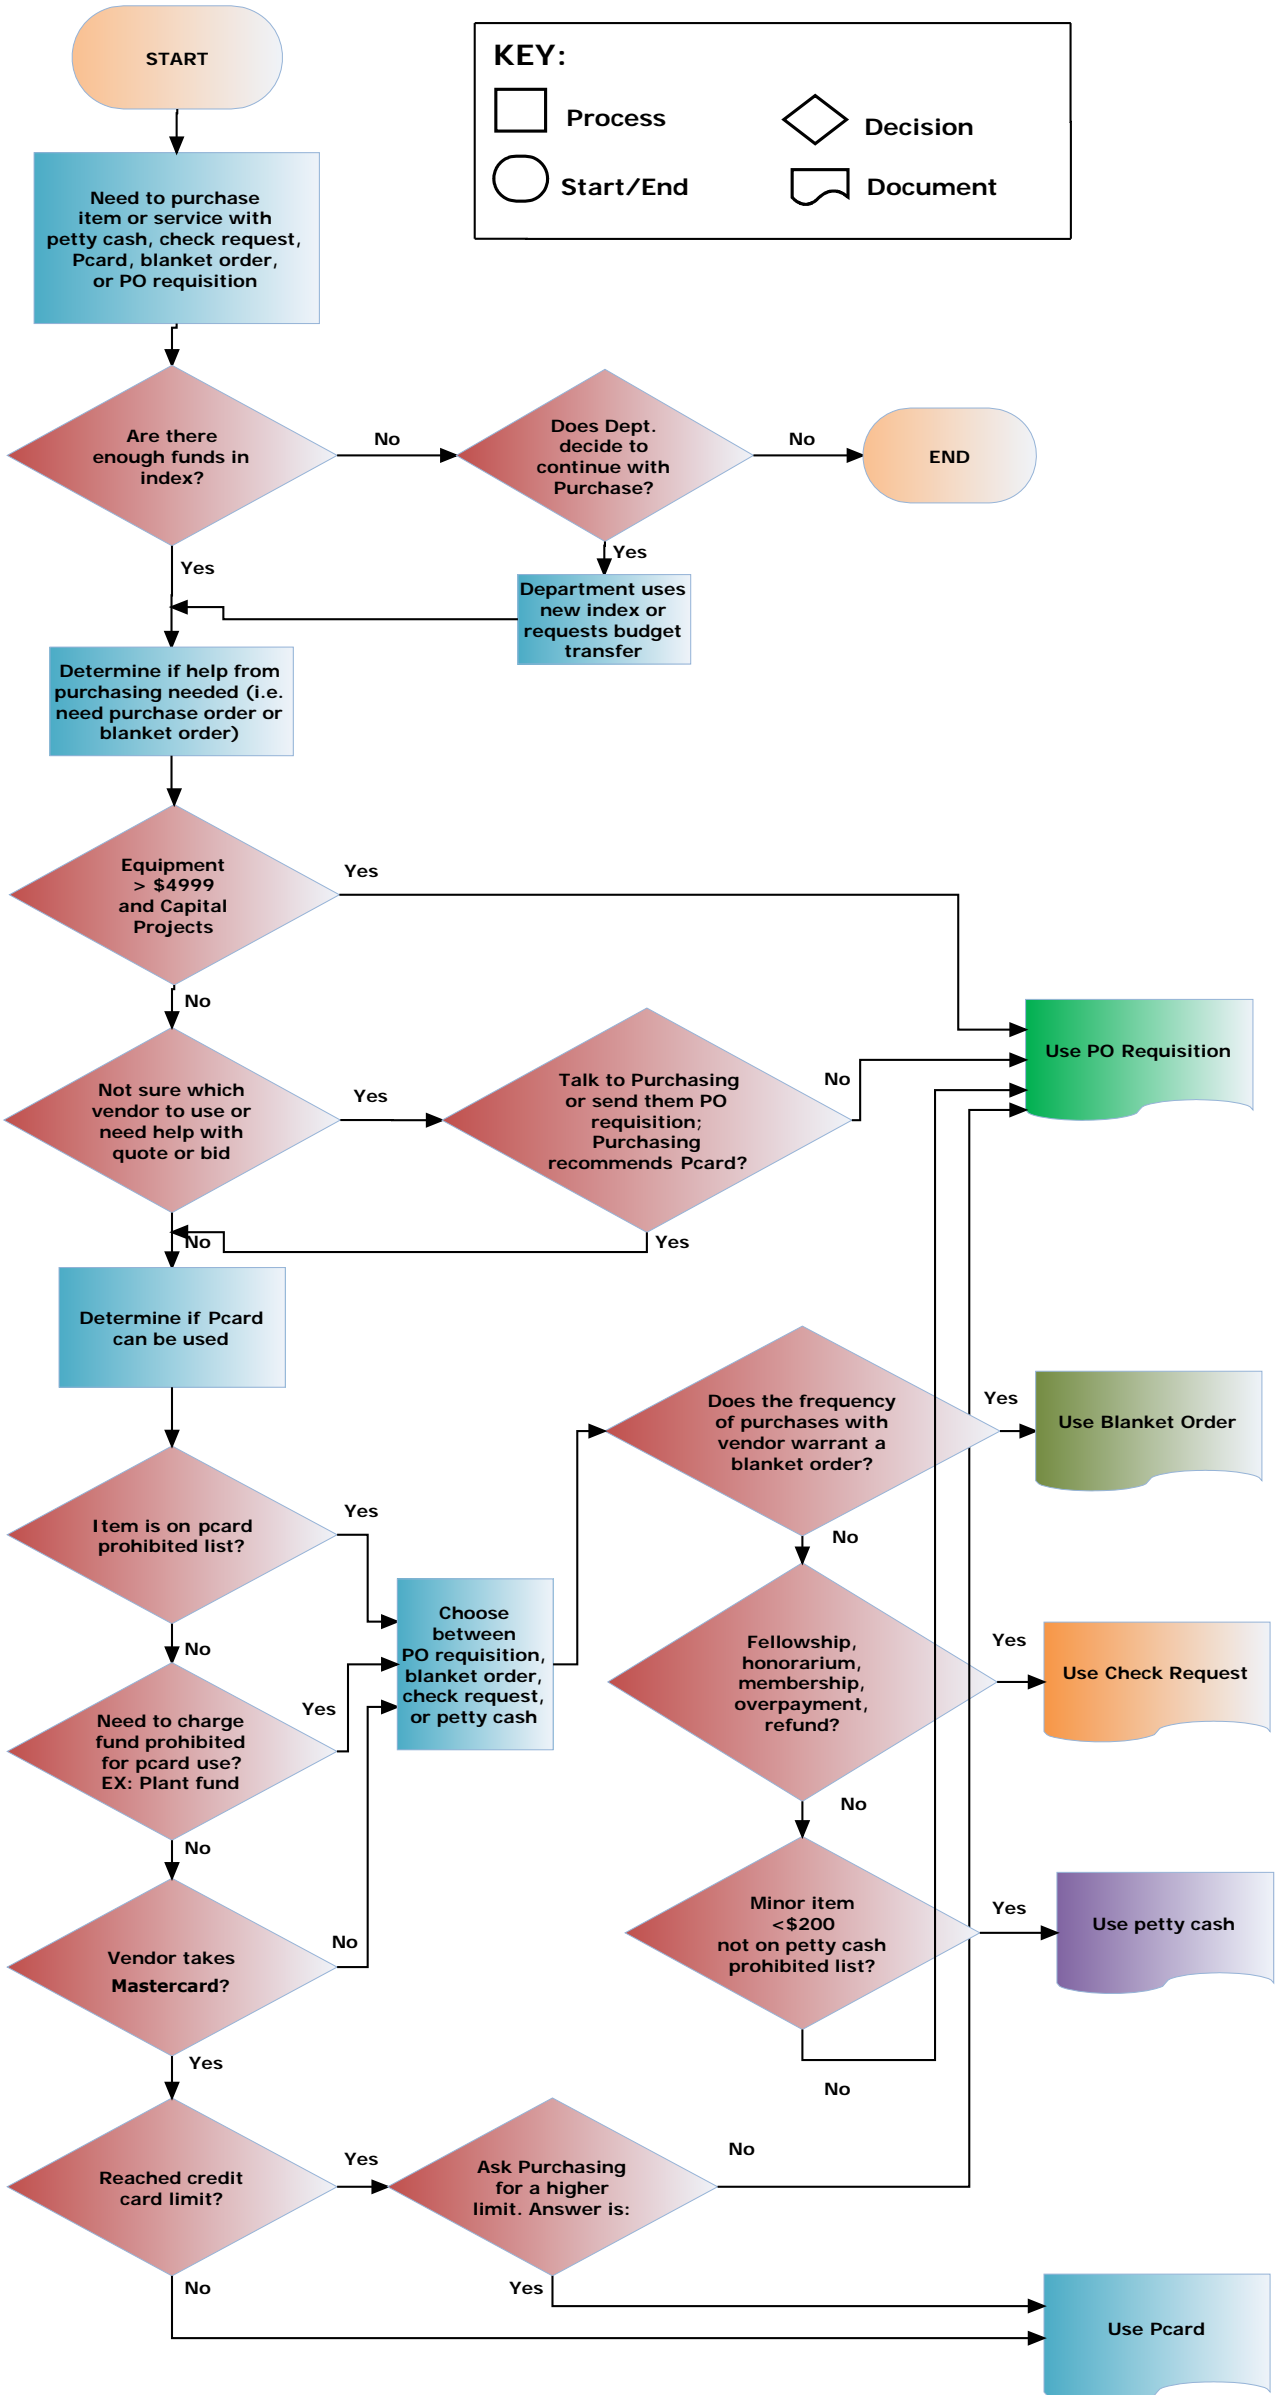 START
KEY:
Process
Decision
Start/End
Document
Need to purchase
item or service with
petty cash, check request,
Pcard, blanket order,
or PO requisition
Are there
enough funds in
index?
No
Does Dept.
decide to
continue with
Purchase?
No
END
Yes
Yes
Department uses
new index or
requests budget
transfer
Determine if help from
purchasing needed (i.e.
need purchase order or
blanket order)
Equipment
> $4999
and Capital
Projects
Yes
No
Use PO Requisition
Not sure which
vendor to use or
need help with
quote or bid
Yes
Talk to Purchasing
or send them PO
requisition;
Purchasing
recommends Pcard?
No
No
Yes
Determine if Pcard
can be used
Does the frequency
of purchases with
vendor warrant a
blanket order?
Yes
Use Blanket Order
Item is on pcard
prohibited list?
Yes
No
No
Choose
between
PO requisition,
blanket order,
check request,
or petty cash
Fellowship,
honorarium,
membership,
overpayment,
refund?
Yes
Use Check Request
Need to charge
fund prohibited
for pcard use?
EX: Plant fund
Yes
No
No
Minor item
<$200
not on petty cash
prohibited list?
Yes
Use petty cash
Vendor takes
Mastercard?
No
Yes
No
Reached credit
card limit?
Yes
Ask Purchasing
for a higher
limit. Answer is:
No
No
Yes
Use Pcard